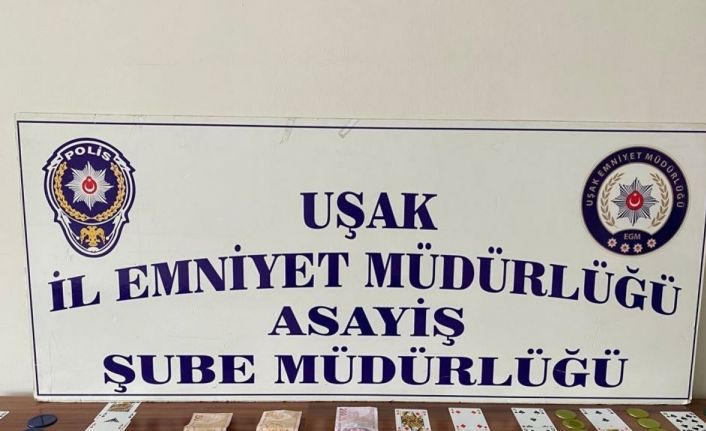 POLİS
UŞAK EMNİYET MÜDÜRLÜĞÜ
EGM
UŞAK
İL EMNİYET MÜDÜRLÜĞÜ
ASAYİŞ
ŞUBE MÜDÜRLÜĞÜ